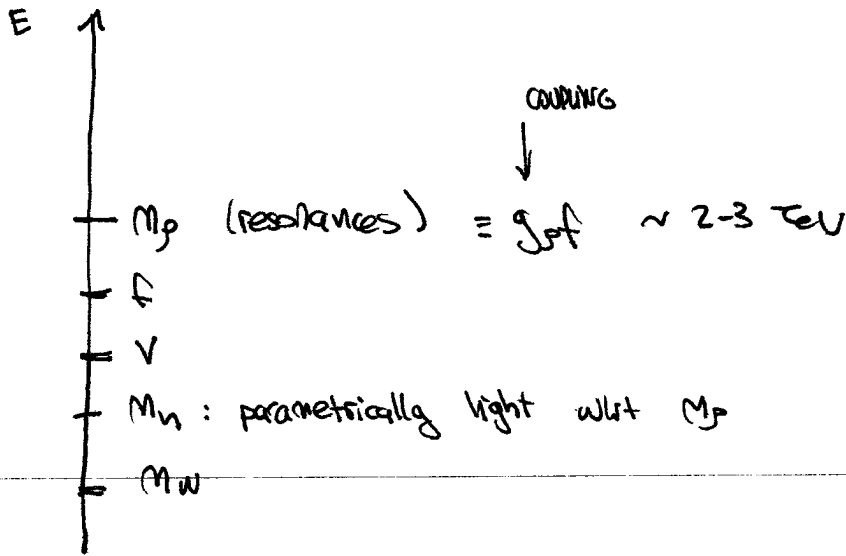 E
COUPLING
mρ (resonances) ≡ gρf ~ 2-3 TeV
f
v
mh : parametrically light wrt mρ
mW